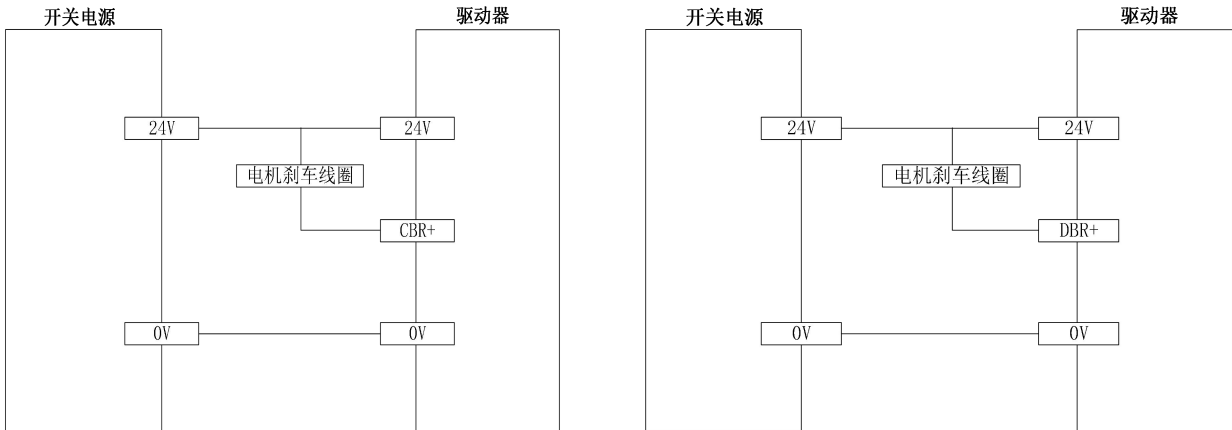 开关电源 驱动器 开关电源 驱动器
24V 24V 24V 24V
电机刹车线圈 电机刹车线圈
CBR+ DBR+
0V 0V 0V 0V